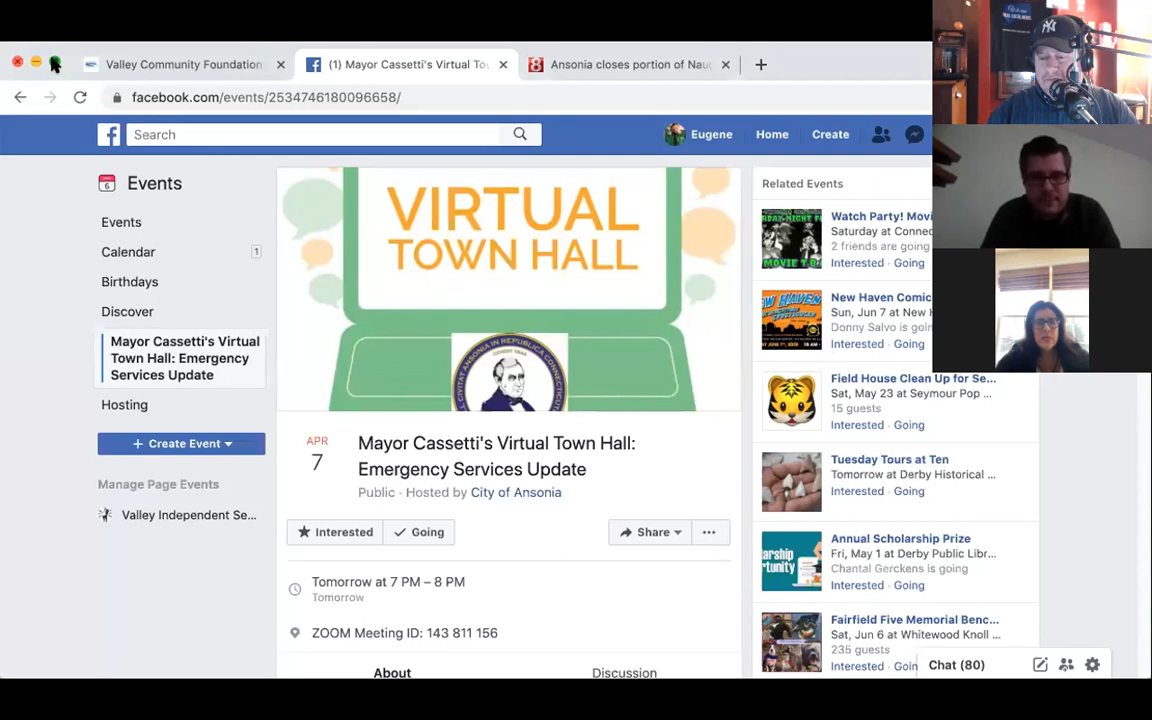 Valley Community Foundation
(1) Mayor Cassetti's Virtual To
Ansonia closes portion of Nau
facebook.com/events/2534746180096658/
Search
Eugene
Home
Create
6
Events
Events
Calendar
1
Birthdays
Discover
Mayor Cassetti's Virtual
Town Hall: Emergency
Services Update
Hosting
+ Create Event
Manage Page Events
Valley Independent Se...
VIRTUAL
TOWN HALL
APR
7
Mayor Cassetti's Virtual Town Hall:
Emergency Services Update
Public · Hosted by City of Ansonia
Interested
Going
Share
Tomorrow at 7 PM – 8 PM
Tomorrow
ZOOM Meeting ID: 143 811 156
About
Discussion
Related Events
Watch Party! Movi
Saturday at Connec
2 friends are going
Interested · Going
New Haven Comic
Sun, Jun 7 at New H
Donny Salvo is goin
Interested · Going
Field House Clean Up for Se...
Sat, May 23 at Seymour Pop ...
15 guests
Interested · Going
Tuesday Tours at Ten
Tomorrow at Derby Historical ...
Interested · Going
Annual Scholarship Prize
Fri, May 1 at Derby Public Libr...
Chantal Gerckens is going
Interested · Going
Fairfield Five Memorial Benc...
Sat, Jun 6 at Whitewood Knoll ...
235 guests
Interested · Goin
Chat (80)